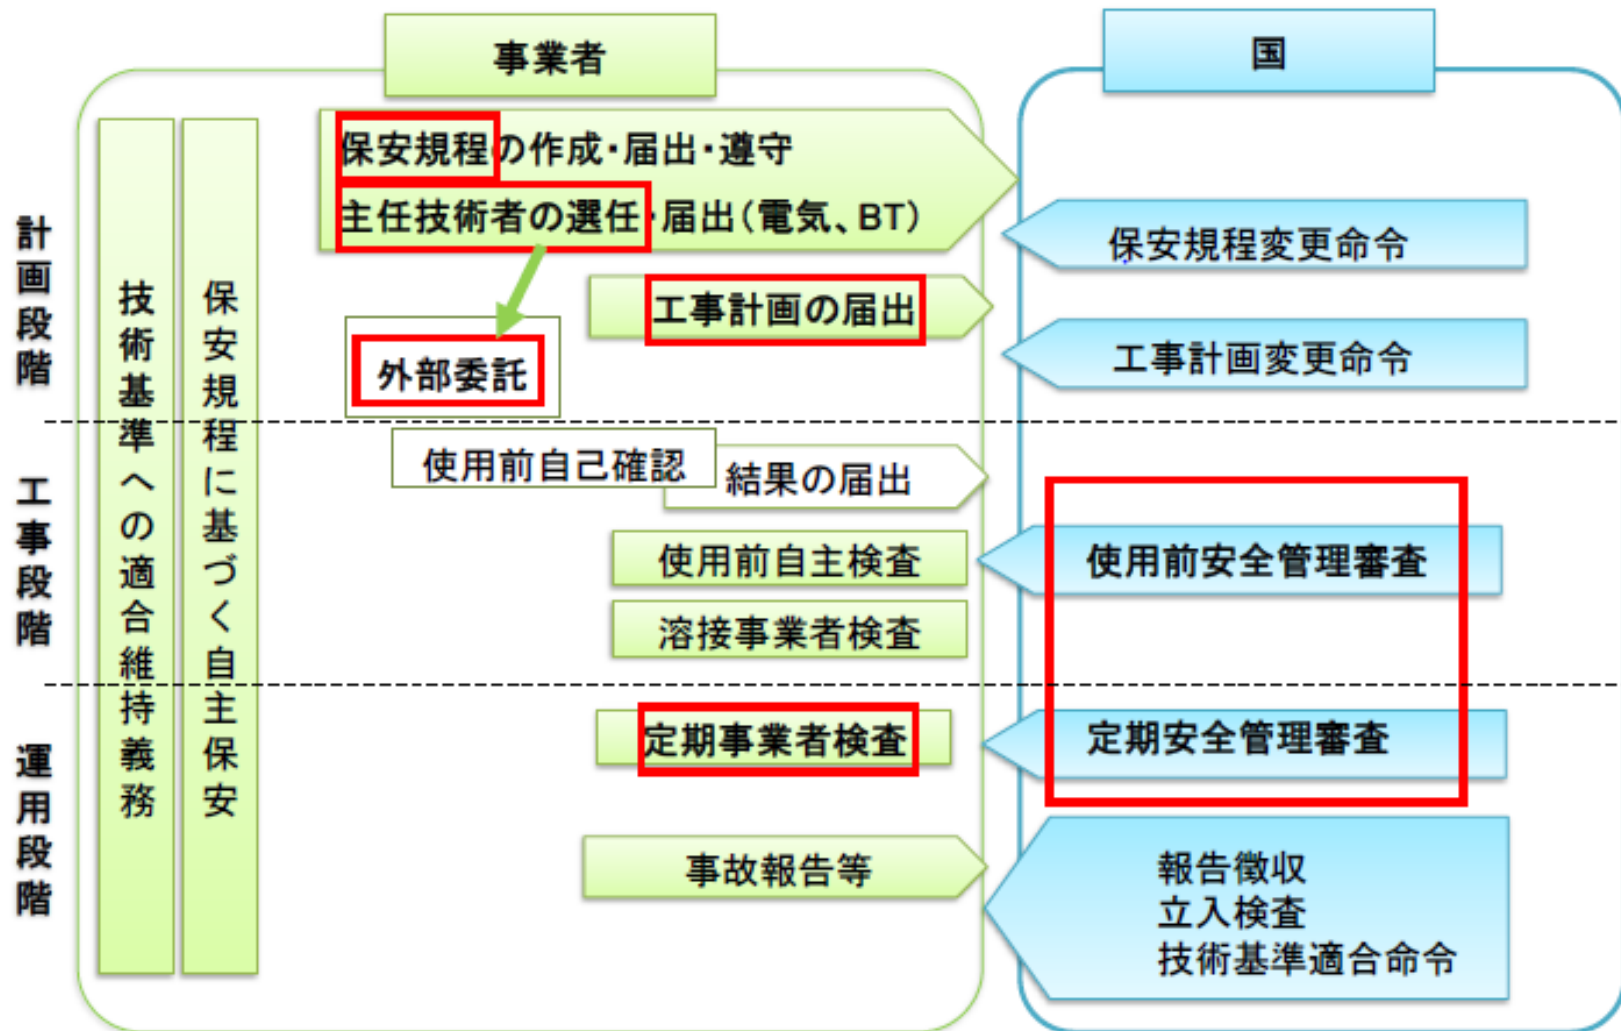 事業者
国
計画段階
技術基準への適合維持義務
保安規程に基づく自主保安
保安規程の作成・届出・遵守
主任技術者の選任・届出（電気、BT）
保安規程変更命令
工事計画の届出
工事計画変更命令
外部委託
工事段階
使用前自己確認
結果の届出
使用前自主検査
使用前安全管理審査
溶接事業者検査
運用段階
定期事業者検査
定期安全管理審査
事故報告等
報告徴収
立入検査
技術基準適合命令